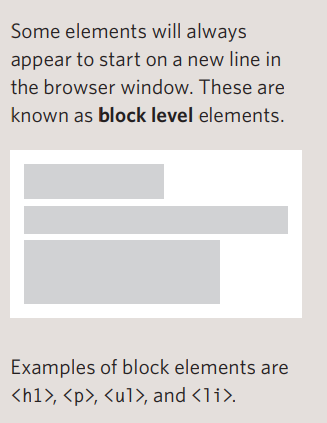 Some elements will always
appear to start on a new line in
the browser window. These are
known as block level elements.
Examples of block elements are
<h1>, <p>, <ul>, and <li>.